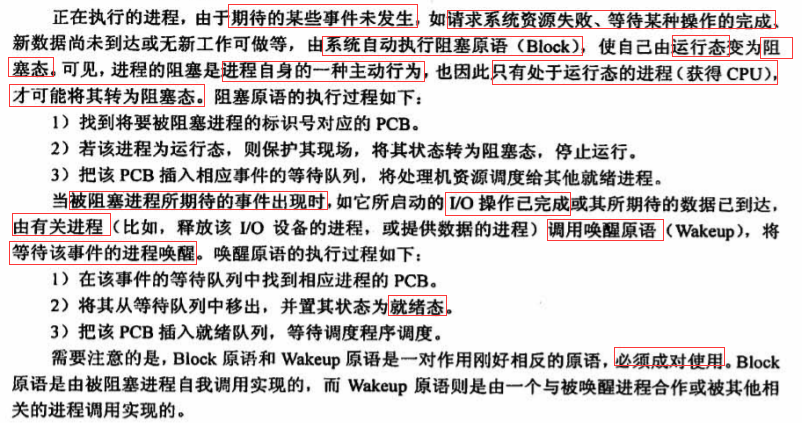 正在执行的进程，由于期待的某些事件未发生，如请求系统资源失败、等待某种操作的完成、
新数据尚未到达或无新工作可做等，由系统自动执行阻塞原语（Block），使自己由运行态变为阻
塞态。可见，进程的阻塞是进程自身的一种主动行为，也因此只有处于运行态的进程（获得 CPU），
才可能将其转为阻塞态。阻塞原语的执行过程如下：
1）找到将要被阻塞进程的标识号对应的 PCB。
2）若该进程为运行态，则保护其现场，将其状态转为阻塞态，停止运行。
3）把该 PCB 插入相应事件的等待队列，将处理机资源调度给其他就绪进程。
当被阻塞进程所期待的事件出现时，如它所启动的 I/O 操作已完成或其所期待的数据已到达，
由有关进程（比如，释放该 I/O 设备的进程，或提供数据的进程）调用唤醒原语（Wakeup），将
等待该事件的进程唤醒。唤醒原语的执行过程如下：
1）在该事件的等待队列中找到相应进程的 PCB。
2）将其从等待队列中移出，并置其状态为就绪态。
3）把该 PCB 插入就绪队列，等待调度程序调度。
需要注意的是，Block 原语和 Wakeup 原语是一对作用刚好相反的原语，必须成对使用。Block
原语是由被阻塞进程自我调用实现的，而 Wakeup 原语则是由一个与被唤醒进程合作或被其他相
关的进程调用实现的。